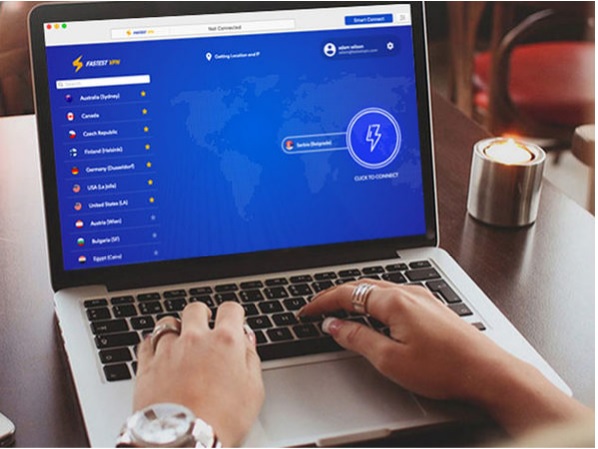 FASTEST VPN
Not Connected
Smart Connect
FASTEST VPN
Getting Location and IP
adam wilson
Search
Australia (Sydney)
Canada
Czech Republic
Finland (Helsinki)
Germany (Dusseldorf)
USA (La Jolla)
United States (LA)
Austria (Wien)
Bulgaria (SF)
Egypt (Cairo)
Serbia (Belgrade)
CLICK TO CONNECT